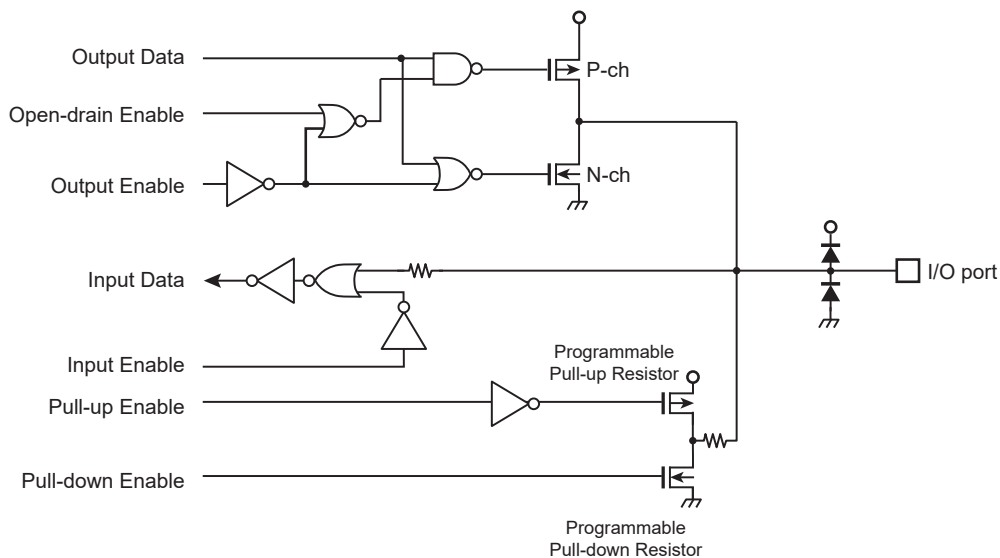 Output Data
P-ch
Open-drain Enable
N-ch
Output Enable
Input Data
I/O port
Input Enable
Programmable
Pull-up Resistor
Pull-up Enable
Pull-down Enable
Programmable
Pull-down Resistor